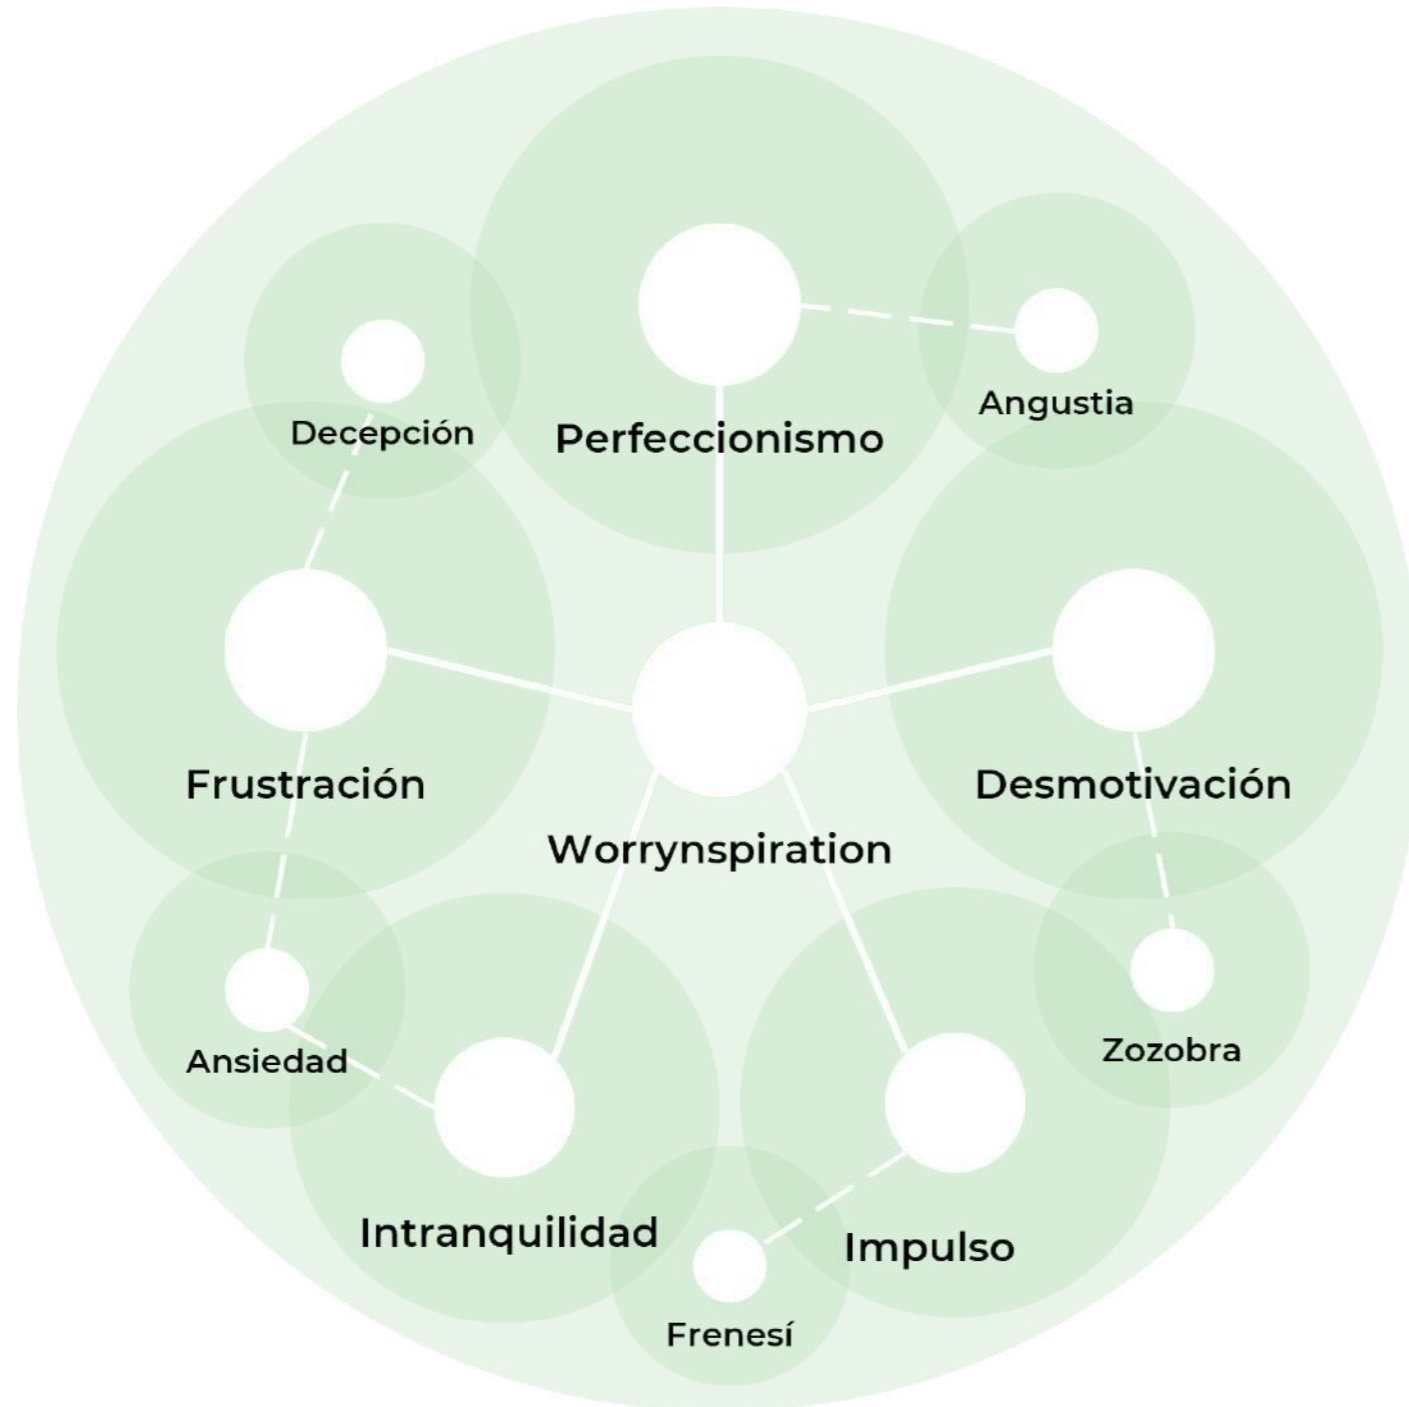 Angustia
Decepción
Perfeccionismo
Frustración
Desmotivación
Worrynspiration
Ansiedad
Zozobra
Intranquilidad
Impulso
Frenesí